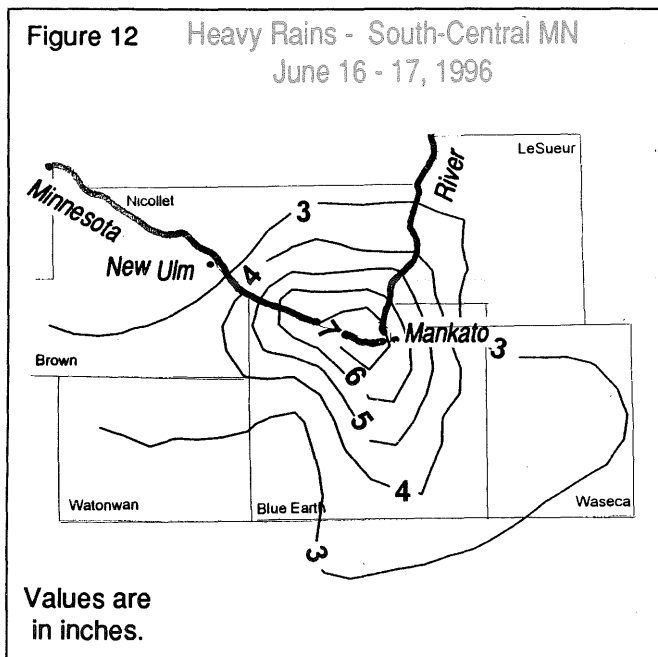 Figure 12
Heavy Rains - South-Central MN
June 16 - 17, 1996
LeSueur
River
Minnesota
Nicollet
3
New Ulm
4
7
Mankato
3
Brown
6
5
4
Watonwan
Blue Earth
Waseca
3
Values are
in inches.